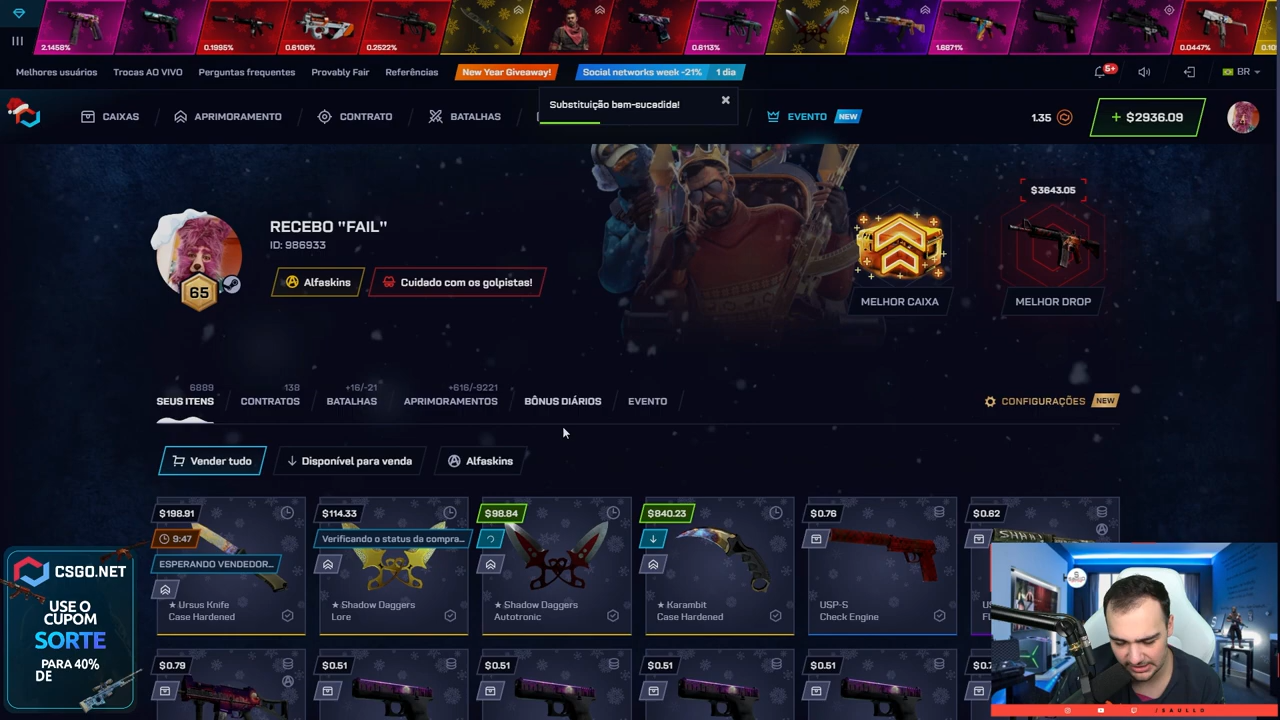 2.1458%
0.1995%
0.6106%
0.2522%
0.6113%
1.6871%
0.0447%
Melhores usuários
Trocas AO VIVO
Perguntas frequentes
Provably Fair
Referências
New Year Giveaway!
Social networks week -21%
1 dia
5+
BR
CAIXAS
APRIMORAMENTO
CONTRATO
BATALHAS
Substituição bem-sucedida!
EVENTO
NEW
1.35
+ $2936.09
RECEBO "FAIL"
ID: 986933
65
Alfaskins
Cuidado com os golpistas!
MELHOR CAIXA
$3643.05
MELHOR DROP
6889
SEUS ITENS
138
CONTRATOS
+16/-21
BATALHAS
+616/-9221
APRIMORAMENTOS
BÔNUS DIÁRIOS
EVENTO
CONFIGURAÇÕES
NEW
Vender tudo
Disponível para venda
Alfaskins
$198.91
9:47
ESPERANDO VENDEDOR...
★ Ursus Knife
Case Hardened
$114.33
Verificando o status da compra...
★ Shadow Daggers
Lore
$98.84
★ Shadow Daggers
Autotronic
$840.23
★ Karambit
Case Hardened
$0.76
USP-S
Check Engine
$0.62
$0.79
$0.51
$0.51
$0.51
$0.51
CSGO.NET
USE O
CUPOM
SORTE
PARA 40%
DE
/SAULLO